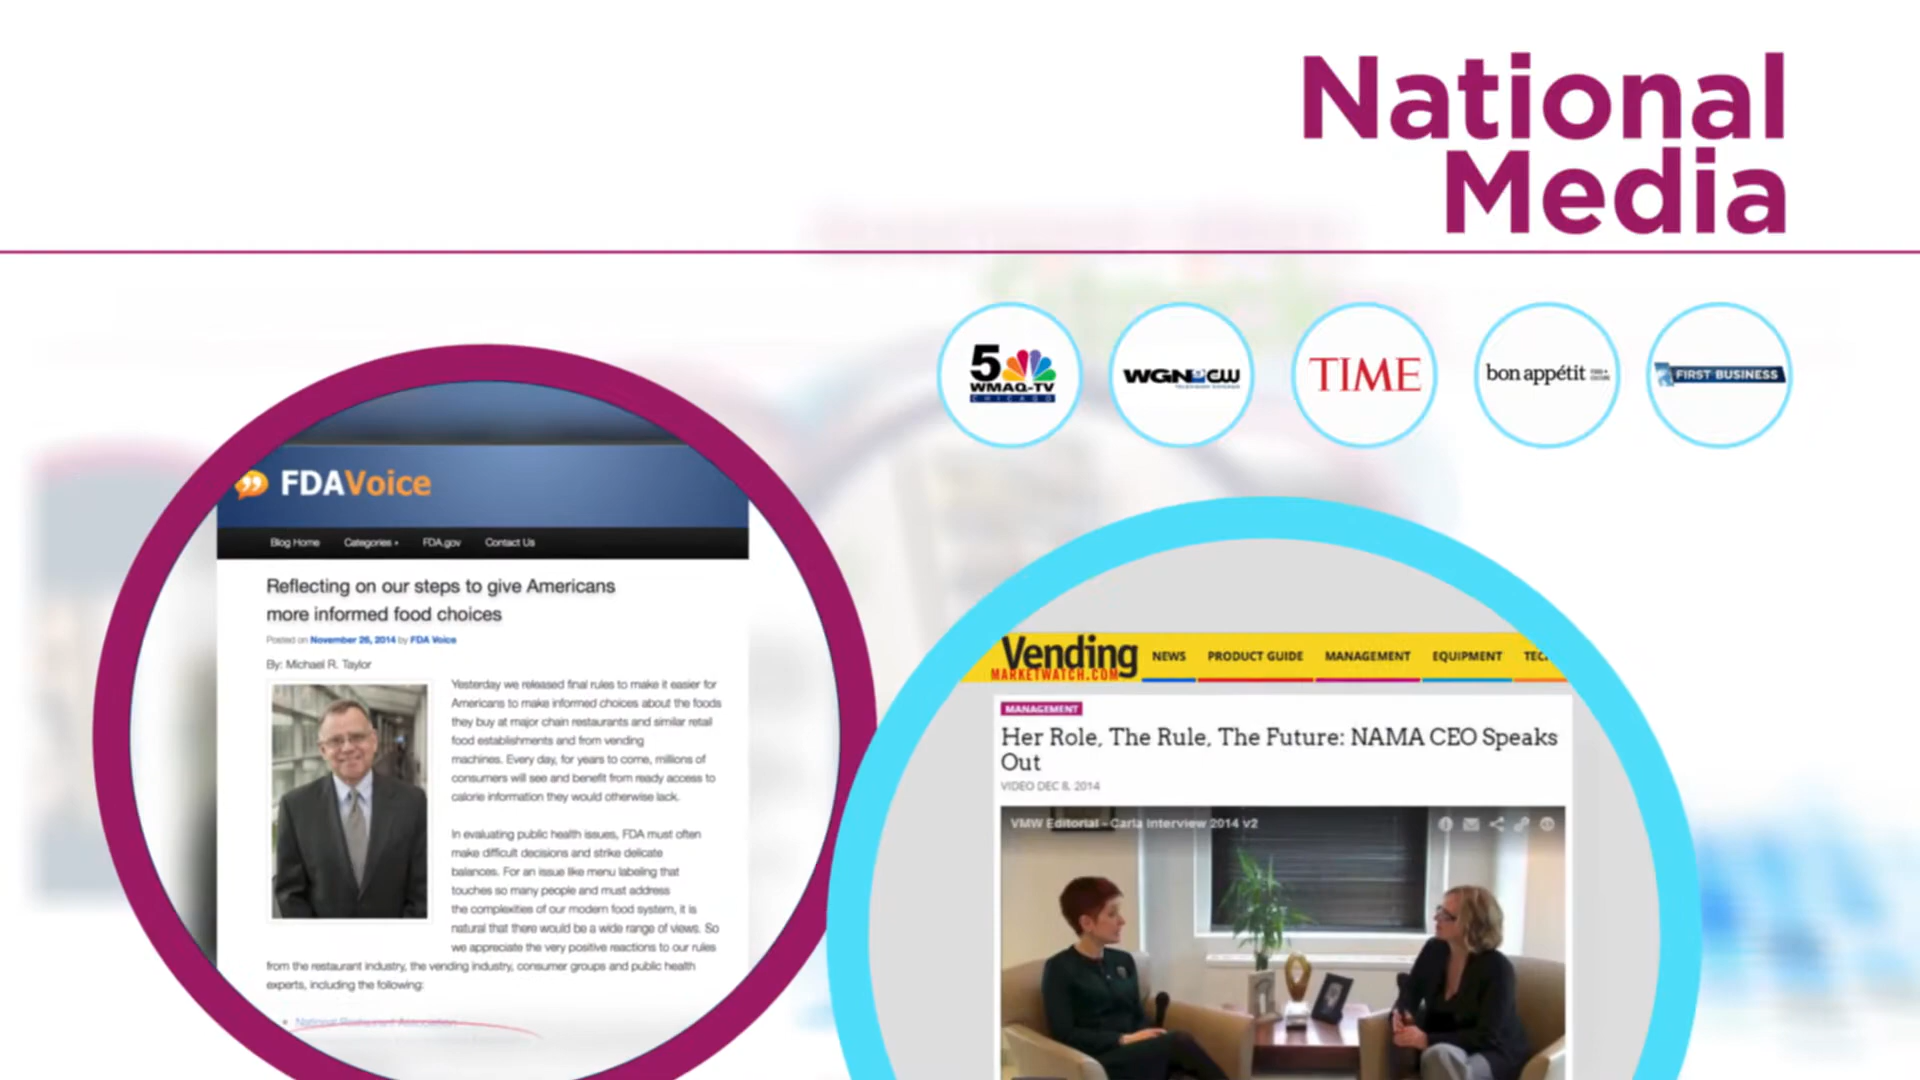 National
Media
5
WMAQ-TV
CHICAGO
WGN CW
TIME
bon appétit
FIRST BUSINESS
FDAVoice
Blog Home Categories FDA.gov Contact Us
Reflecting on our steps to give Americans
more informed food choices
Posted on November 26, 2014 by FDA Voice
By: Michael R. Taylor
Yesterday we released final rules to make it easier for
Americans to make informed choices about the foods
they buy at major chain restaurants and similar retail
food establishments and from vending
machines. Every day, for years to come, millions of
consumers will see and benefit from ready access to
calorie information they would otherwise lack.
In evaluating public health issues, FDA must often
make difficult decisions and strike delicate
balances. For an issue like menu labeling that
touches so many people and must address
the complexities of our modern food system, it is
natural that there would be a wide range of views. So
we appreciate the very positive reactions to our rules
from the restaurant industry, the vending industry, consumer groups and public health
experts, including the following:
National Restaurant Association
Vending
MARKETWATCH.COM
NEWS PRODUCT GUIDE MANAGEMENT EQUIPMENT TEC
MANAGEMENT
Her Role, The Rule, The Future: NAMA CEO Speaks
Out
VIDEO DEC 8, 2014
VMW Editorial - Carla Interview 2014 v2